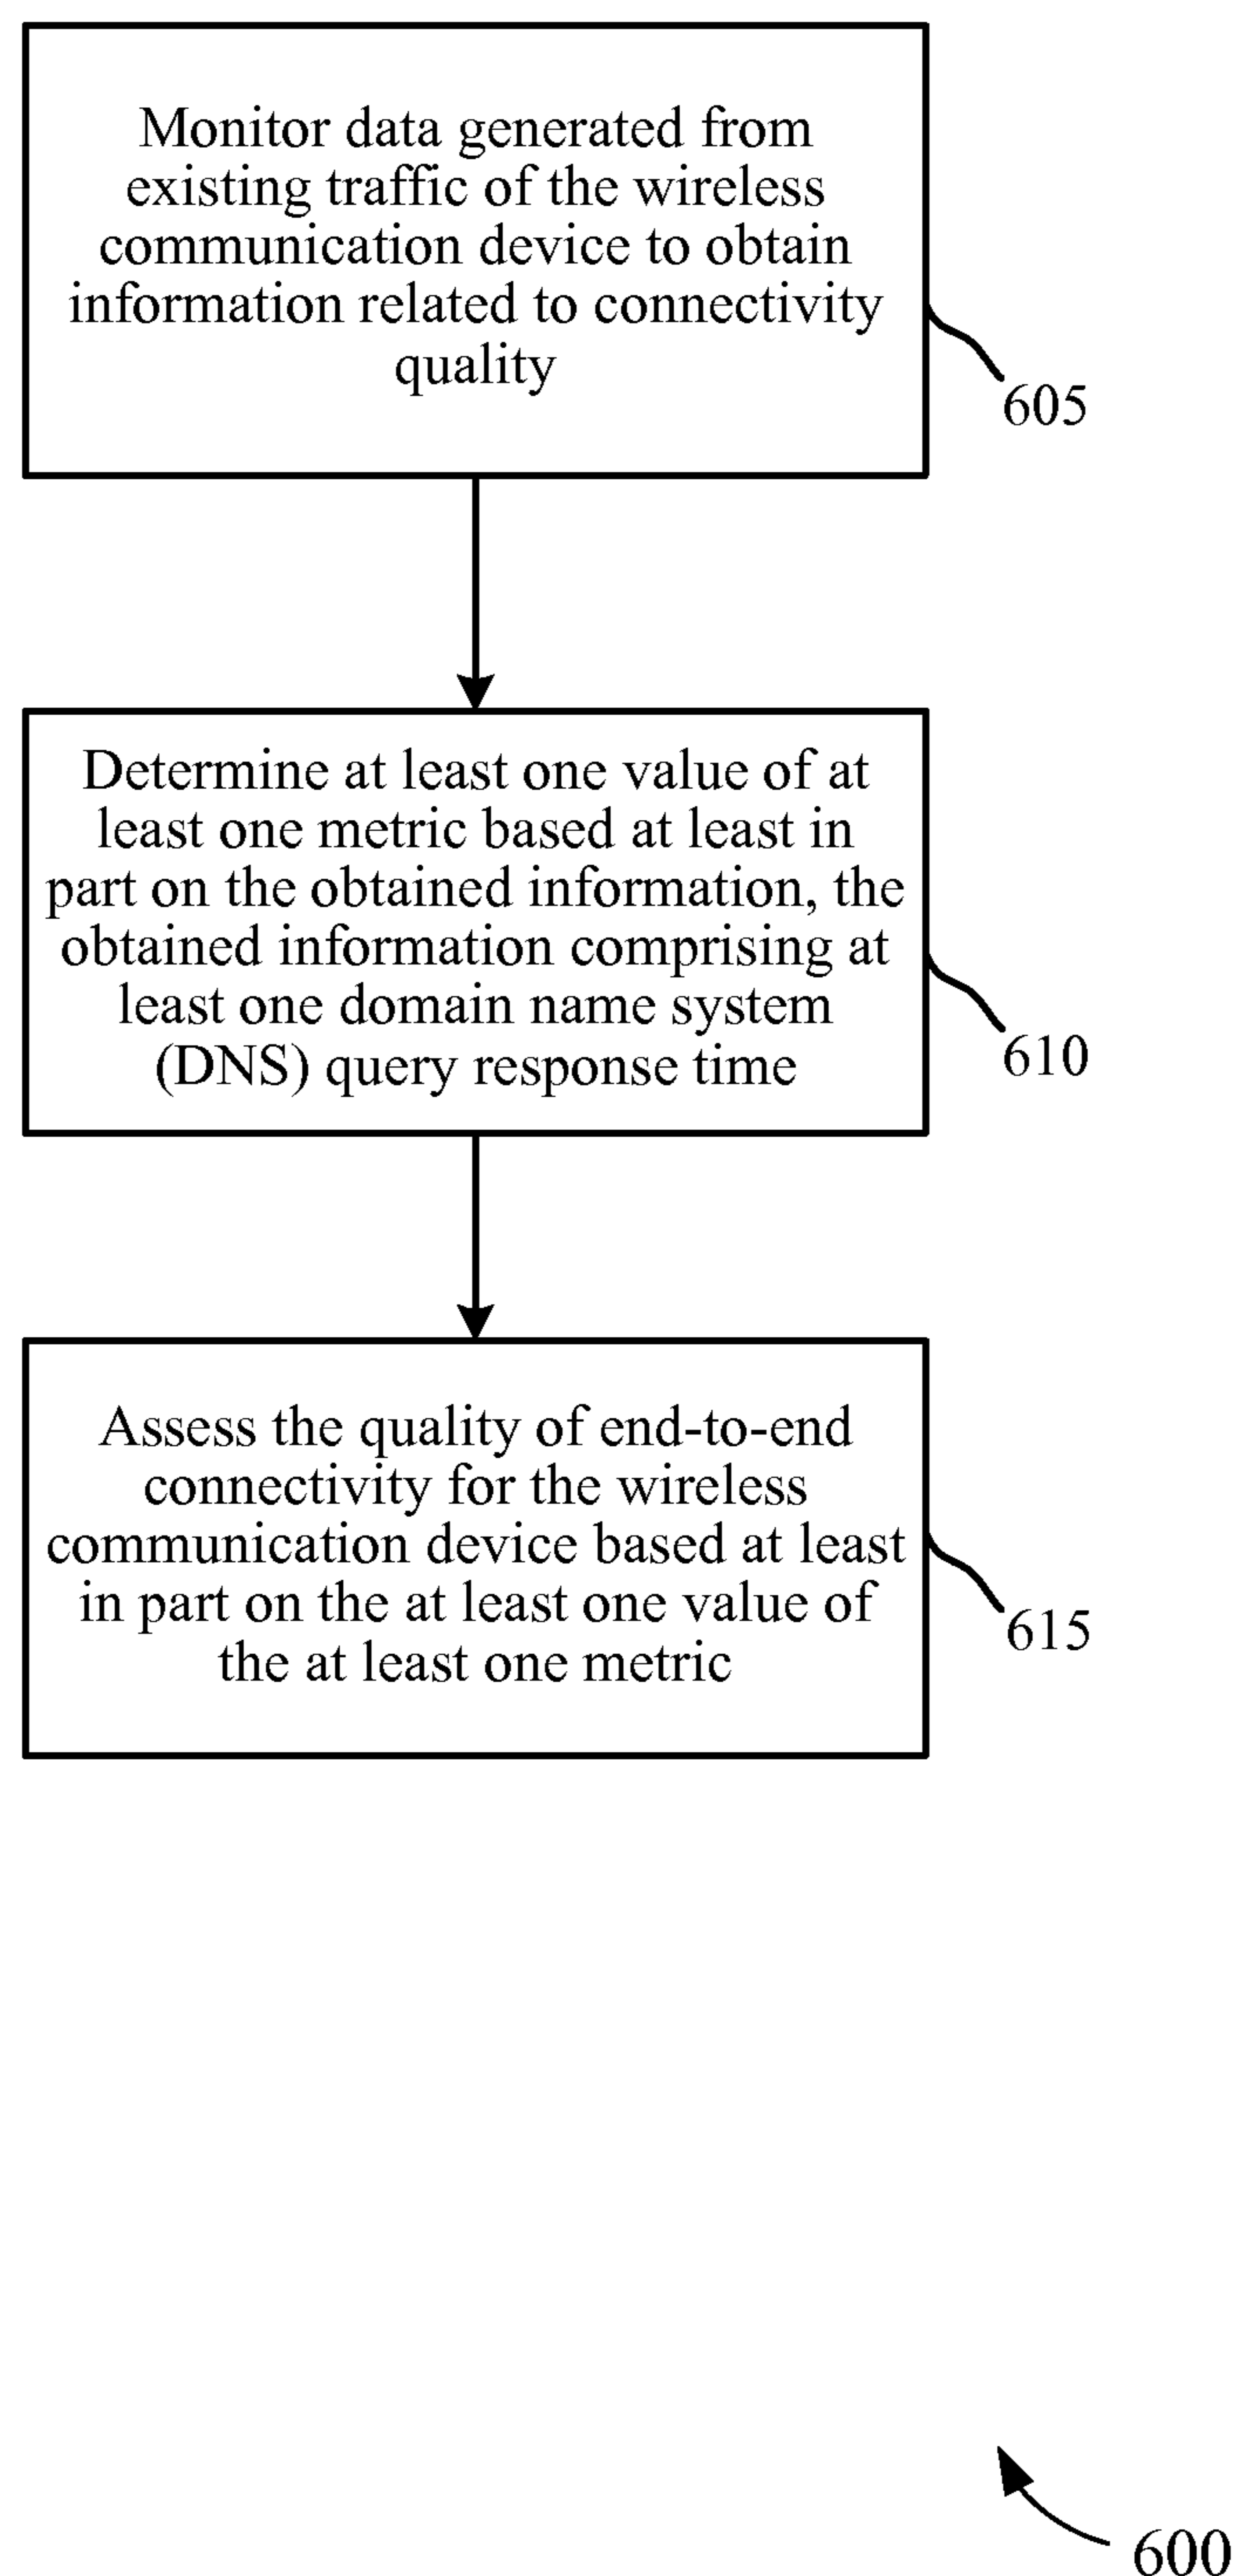 Monitor data generated from
existing traffic of the wireless
communication device to obtain
information related to connectivity
quality
605
Determine at least one value of at
least one metric based at least in
part on the obtained information, the
obtained information comprising at
least one domain name system
(DNS) query response time
610
Assess the quality of end-to-end
connectivity for the wireless
communication device based at least
in part on the at least one value of
the at least one metric
615
600